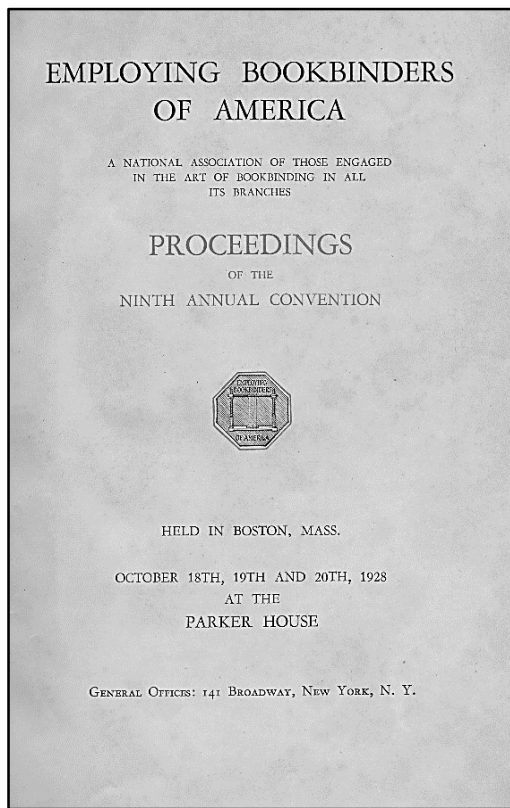 EMPLOYING BOOKBINDERS
OF AMERICA
A NATIONAL ASSOCIATION OF THOSE ENGAGED
IN THE ART OF BOOKBINDING IN ALL
ITS BRANCHES
PROCEEDINGS
OF THE
NINTH ANNUAL CONVENTION
EMPLOYING
BOOKBINDERS
OF AMERICA
HELD IN BOSTON, MASS.
OCTOBER 18TH, 19TH AND 20TH, 1928
AT THE
PARKER HOUSE
GENERAL OFFICES: 141 BROADWAY, NEW YORK, N. Y.